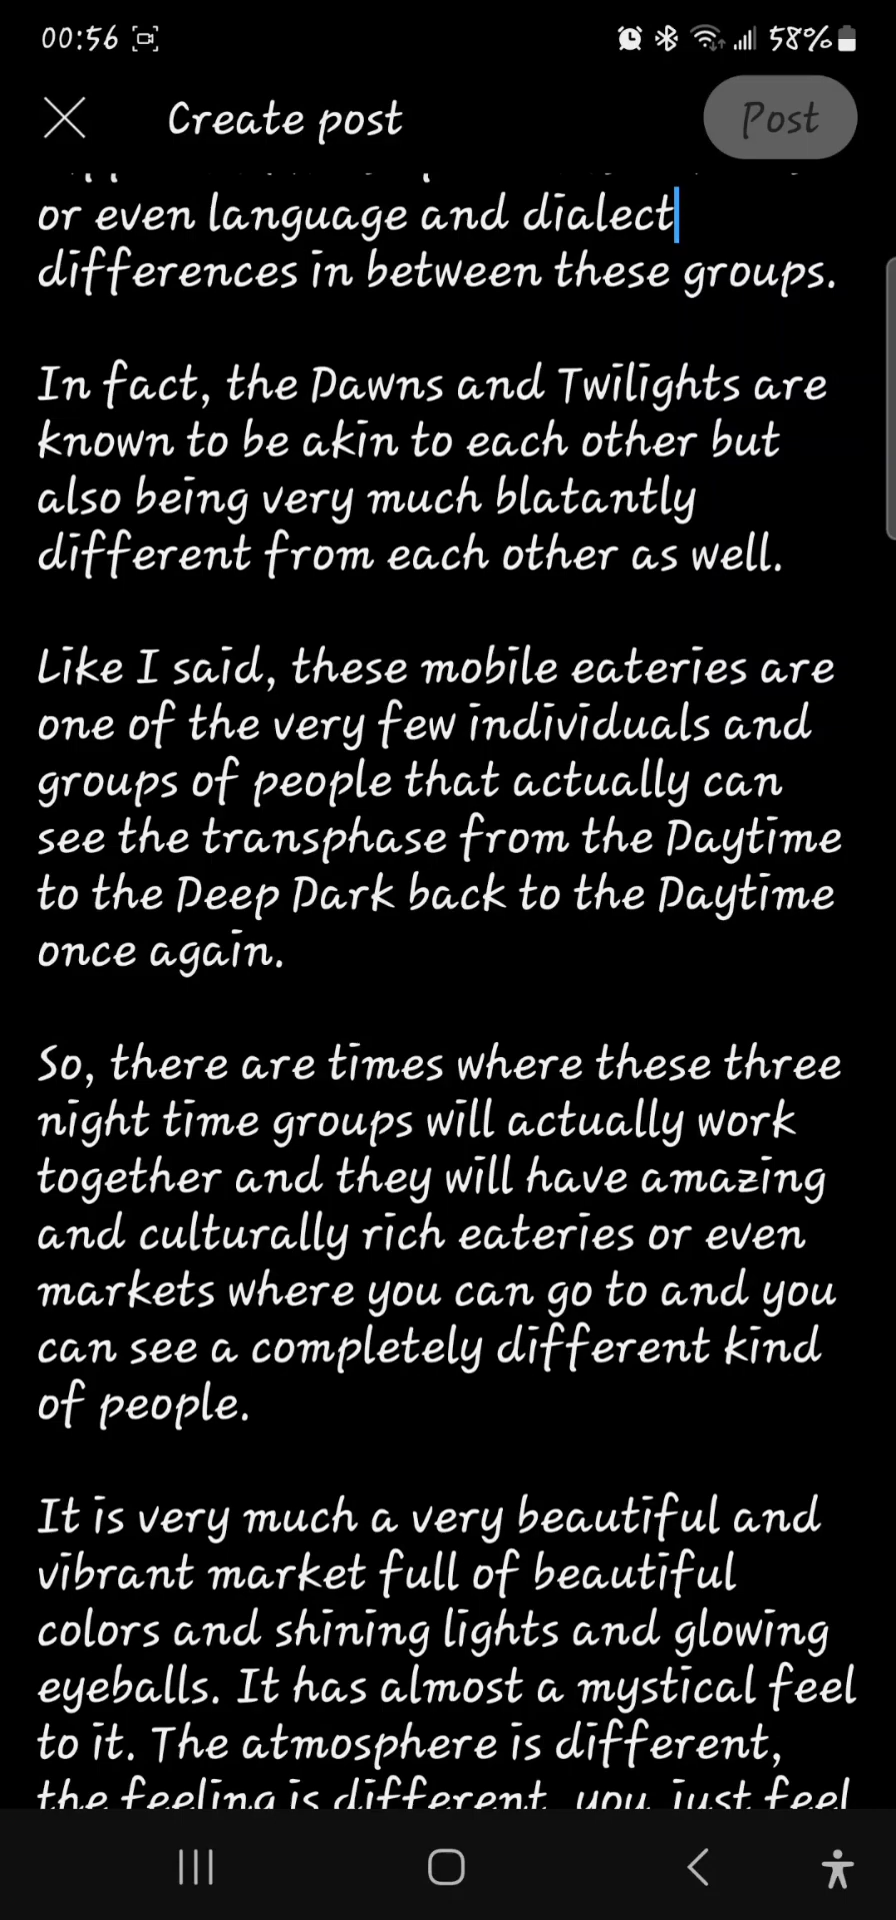 00:56
58%
Create post
Post
or even language and dialect
differences in between these groups.
In fact, the Dawns and Twilights are
known to be akin to each other but
also being very much blatantly
different from each other as well.
Like I said, these mobile eateries are
one of the very few individuals and
groups of people that actually can
see the transphase from the Daytime
to the Deep Dark back to the Daytime
once again.
So, there are times where these three
night time groups will actually work
together and they will have amazing
and culturally rich eateries or even
markets where you can go to and you
can see a completely different kind
of people.
It is very much a very beautiful and
vibrant market full of beautiful
colors and shining lights and glowing
eyeballs. It has almost a mystical feel
to it. The atmosphere is different,
the feeling is different, you just feel